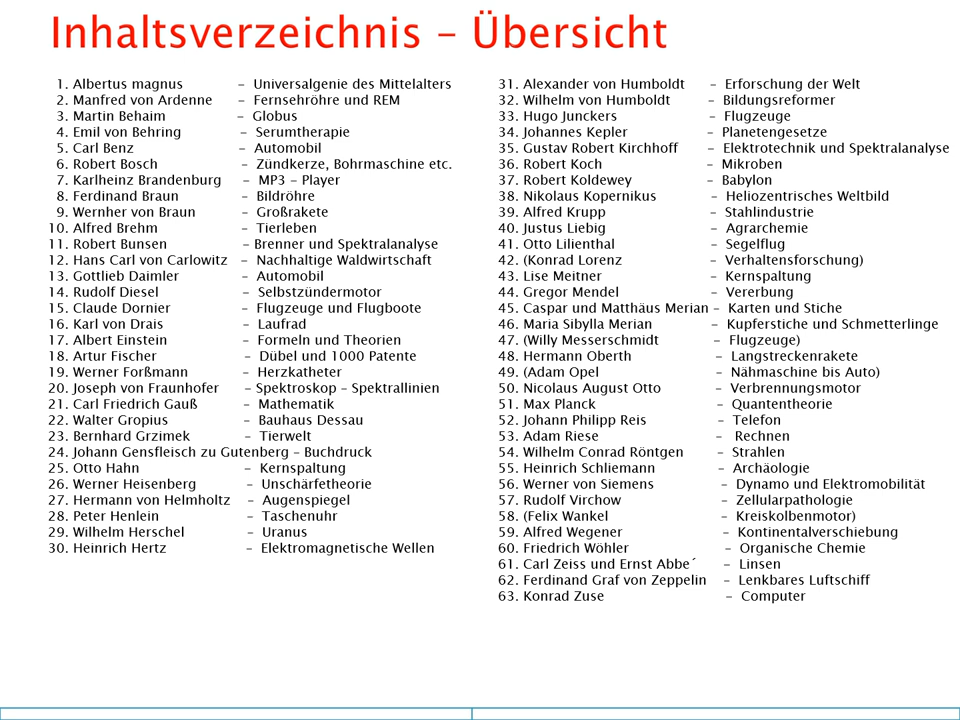 Inhaltsverzeichnis – Übersicht
1. Albertus magnus – Universalgenie des Mittelalters
2. Manfred von Ardenne – Fernsehröhre und REM
3. Martin Behaim – Globus
4. Emil von Behring – Serumtherapie
5. Carl Benz – Automobil
6. Robert Bosch – Zündkerze, Bohrmaschine etc.
7. Karlheinz Brandenburg – MP3 – Player
8. Ferdinand Braun – Bildröhre
9. Wernher von Braun – Großrakete
10. Alfred Brehm – Tierleben
11. Robert Bunsen – Brenner und Spektralanalyse
12. Hans Carl von Carlowitz – Nachhaltige Waldwirtschaft
13. Gottlieb Daimler – Automobil
14. Rudolf Diesel – Selbstzündermotor
15. Claude Dornier – Flugzeuge und Flugboote
16. Karl von Drais – Laufrad
17. Albert Einstein – Formeln und Theorien
18. Artur Fischer – Dübel und 1000 Patente
19. Werner Forßmann – Herzkatheter
20. Joseph von Fraunhofer – Spektroskop – Spektrallinien
21. Carl Friedrich Gauß – Mathematik
22. Walter Gropius – Bauhaus Dessau
23. Bernhard Grzimek – Tierwelt
24. Johann Gensfleisch zu Gutenberg – Buchdruck
25. Otto Hahn – Kernspaltung
26. Werner Heisenberg – Unschärfetheorie
27. Hermann von Helmholtz – Augenspiegel
28. Peter Henlein – Taschenuhr
29. Wilhelm Herschel – Uranus
30. Heinrich Hertz – Elektromagnetische Wellen
31. Alexander von Humboldt – Erforschung der Welt
32. Wilhelm von Humboldt – Bildungsreformer
33. Hugo Junckers – Flugzeuge
34. Johannes Kepler – Planetengesetze
35. Gustav Robert Kirchhoff – Elektrotechnik und Spektralanalyse
36. Robert Koch – Mikroben
37. Robert Koldewey – Babylon
38. Nikolaus Kopernikus – Heliozentrisches Weltbild
39. Alfred Krupp – Stahlindustrie
40. Justus Liebig – Agrarchemie
41. Otto Lilienthal – Segelflug
42. (Konrad Lorenz – Verhaltensforschung)
43. Lise Meitner – Kernspaltung
44. Gregor Mendel – Vererbung
45. Caspar und Matthäus Merian – Karten und Stiche
46. Maria Sibylla Merian – Kupferstiche und Schmetterlinge
47. (Willy Messerschmidt – Flugzeuge)
48. Hermann Oberth – Langstreckenrakete
49. (Adam Opel – Nähmaschine bis Auto)
50. Nicolaus August Otto – Verbrennungsmotor
51. Max Planck – Quantentheorie
52. Johann Philipp Reis – Telefon
53. Adam Riese – Rechnen
54. Wilhelm Conrad Röntgen – Strahlen
55. Heinrich Schliemann – Archäologie
56. Werner von Siemens – Dynamo und Elektromobilität
57. Rudolf Virchow – Zellularpathologie
58. (Felix Wankel – Kreiskolbenmotor)
59. Alfred Wegener – Kontinentalverschiebung
60. Friedrich Wöhler – Organische Chemie
61. Carl Zeiss und Ernst Abbe´ – Linsen
62. Ferdinand Graf von Zeppelin – Lenkbares Luftschiff
63. Konrad Zuse – Computer